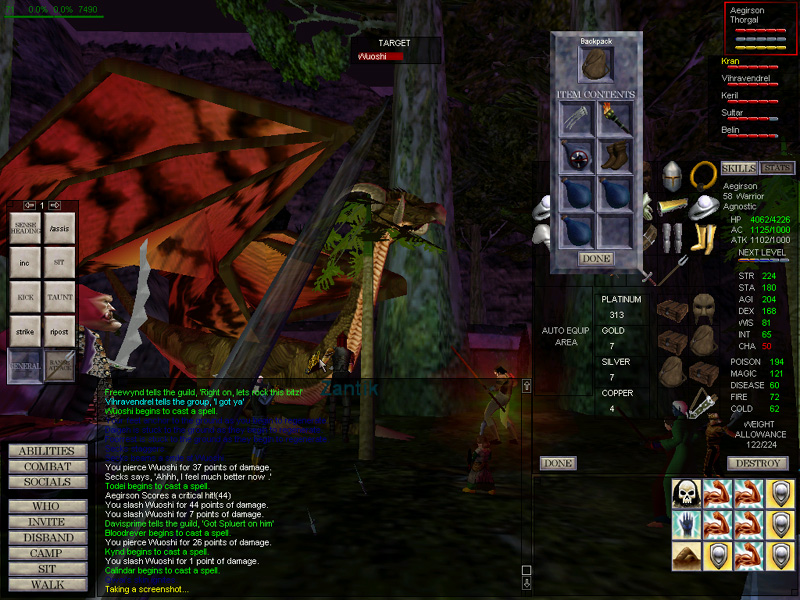 71 0.0% 0.0% 7490
TARGET
Wuoshi
Backpack
ITEM CONTENTS
DONE
Aegirson
Thorgal
Kran
Vihravendrel
Keril
Sultar
Belin
SKILLS STATS
Aegirson
58 Warrior
Agnostic
HP 4062/4226
AC 1125/1000
ATK 1102/1000
NEXT LEVEL
STR 224
STA 180
AGI 204
DEX 168
WIS 81
INT 65
CHA 50
POISON 194
MAGIC 121
DISEASE 60
FIRE 72
COLD 62
WEIGHT
ALLOWANCE
122/224
DESTROY
AUTO EQUIP
AREA
PLATINUM
313
GOLD
7
SILVER
7
COPPER
4
DONE
1
SENSE
HEADING
/assis
inc
SIT
KICK
TAUNT
strike
ripost
GENERAL
RANGE
ATTACK
ABILITIES
COMBAT
SOCIALS
WHO
INVITE
DISBAND
CAMP
SIT
WALK
Zantik
Freewynd tells the guild, 'Right on, lets rock this bitz!'
Vihravendrel tells the group, 'I got ya'
Wuoshi begins to cast a spell.
You pierce Wuoshi for 37 points of damage.
Secks says, 'Ahhh, I feel much better now .'
Todei begins to cast a spell.
Aegirson Scores a critical hit!(44)
You slash Wuoshi for 44 points of damage.
You slash Wuoshi for 7 points of damage.
Davisprime tells the guild, 'Got Spluert on him'
Bloodrever begins to cast a spell.
You pierce Wuoshi for 26 points of damage.
Kynd begins to cast a spell.
You slash Wuoshi for 1 point of damage.
Calindar begins to cast a spell.
Taking a screenshot...